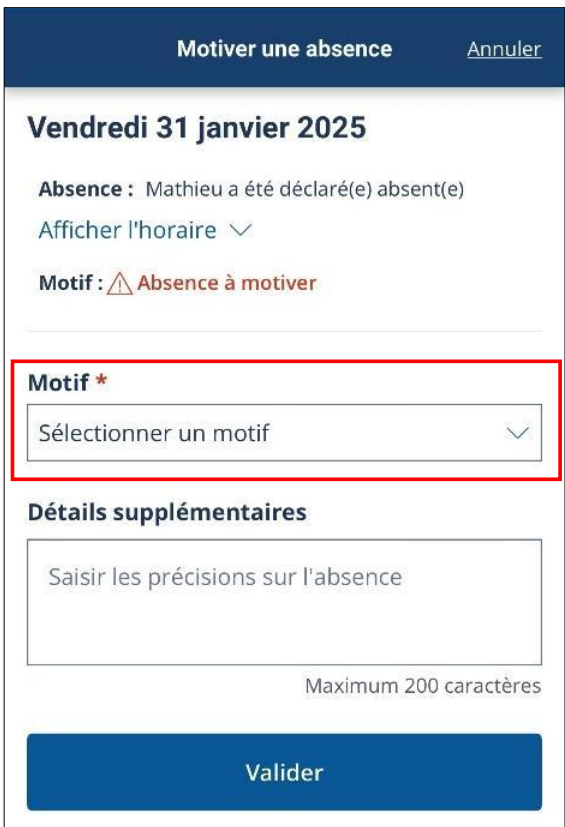 Motiver une absence Annuler
Vendredi 31 janvier 2025
Absence : Mathieu a été déclaré(e) absent(e)
Afficher l'horaire
Motif : Absence à motiver
Motif *
Sélectionner un motif
Détails supplémentaires
Saisir les précisions sur l'absence
Maximum 200 caractères
Valider